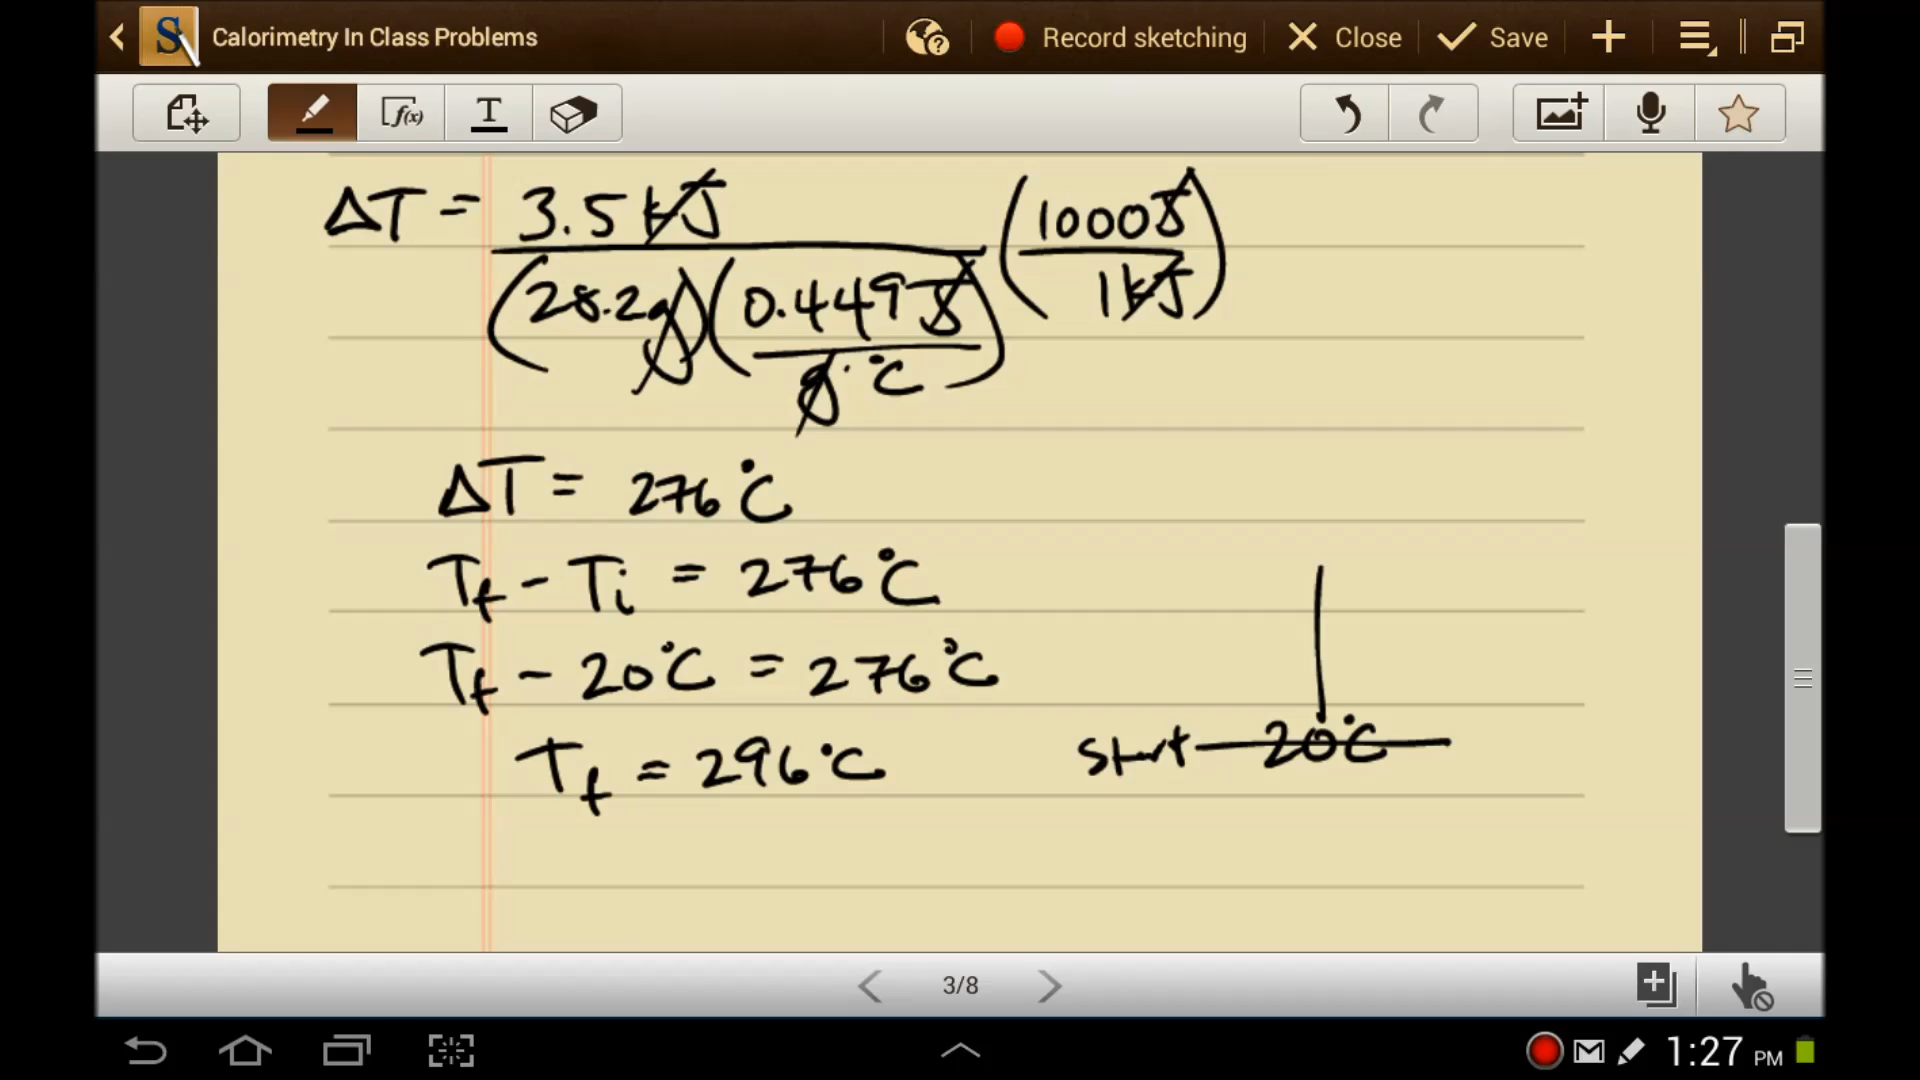 Calorimetry In Class Problems
Record sketching
Close
Save
f(x)
T
ΔT = 3.5 kJ (1000 J
(28.2g)(0.449 J 1 kJ)
g·°C)
ΔT = 276°C
Tf - Ti = 276°C
Tf - 20°C = 276°C
start 20°C
Tf = 296°C
3/8
1:27 PM